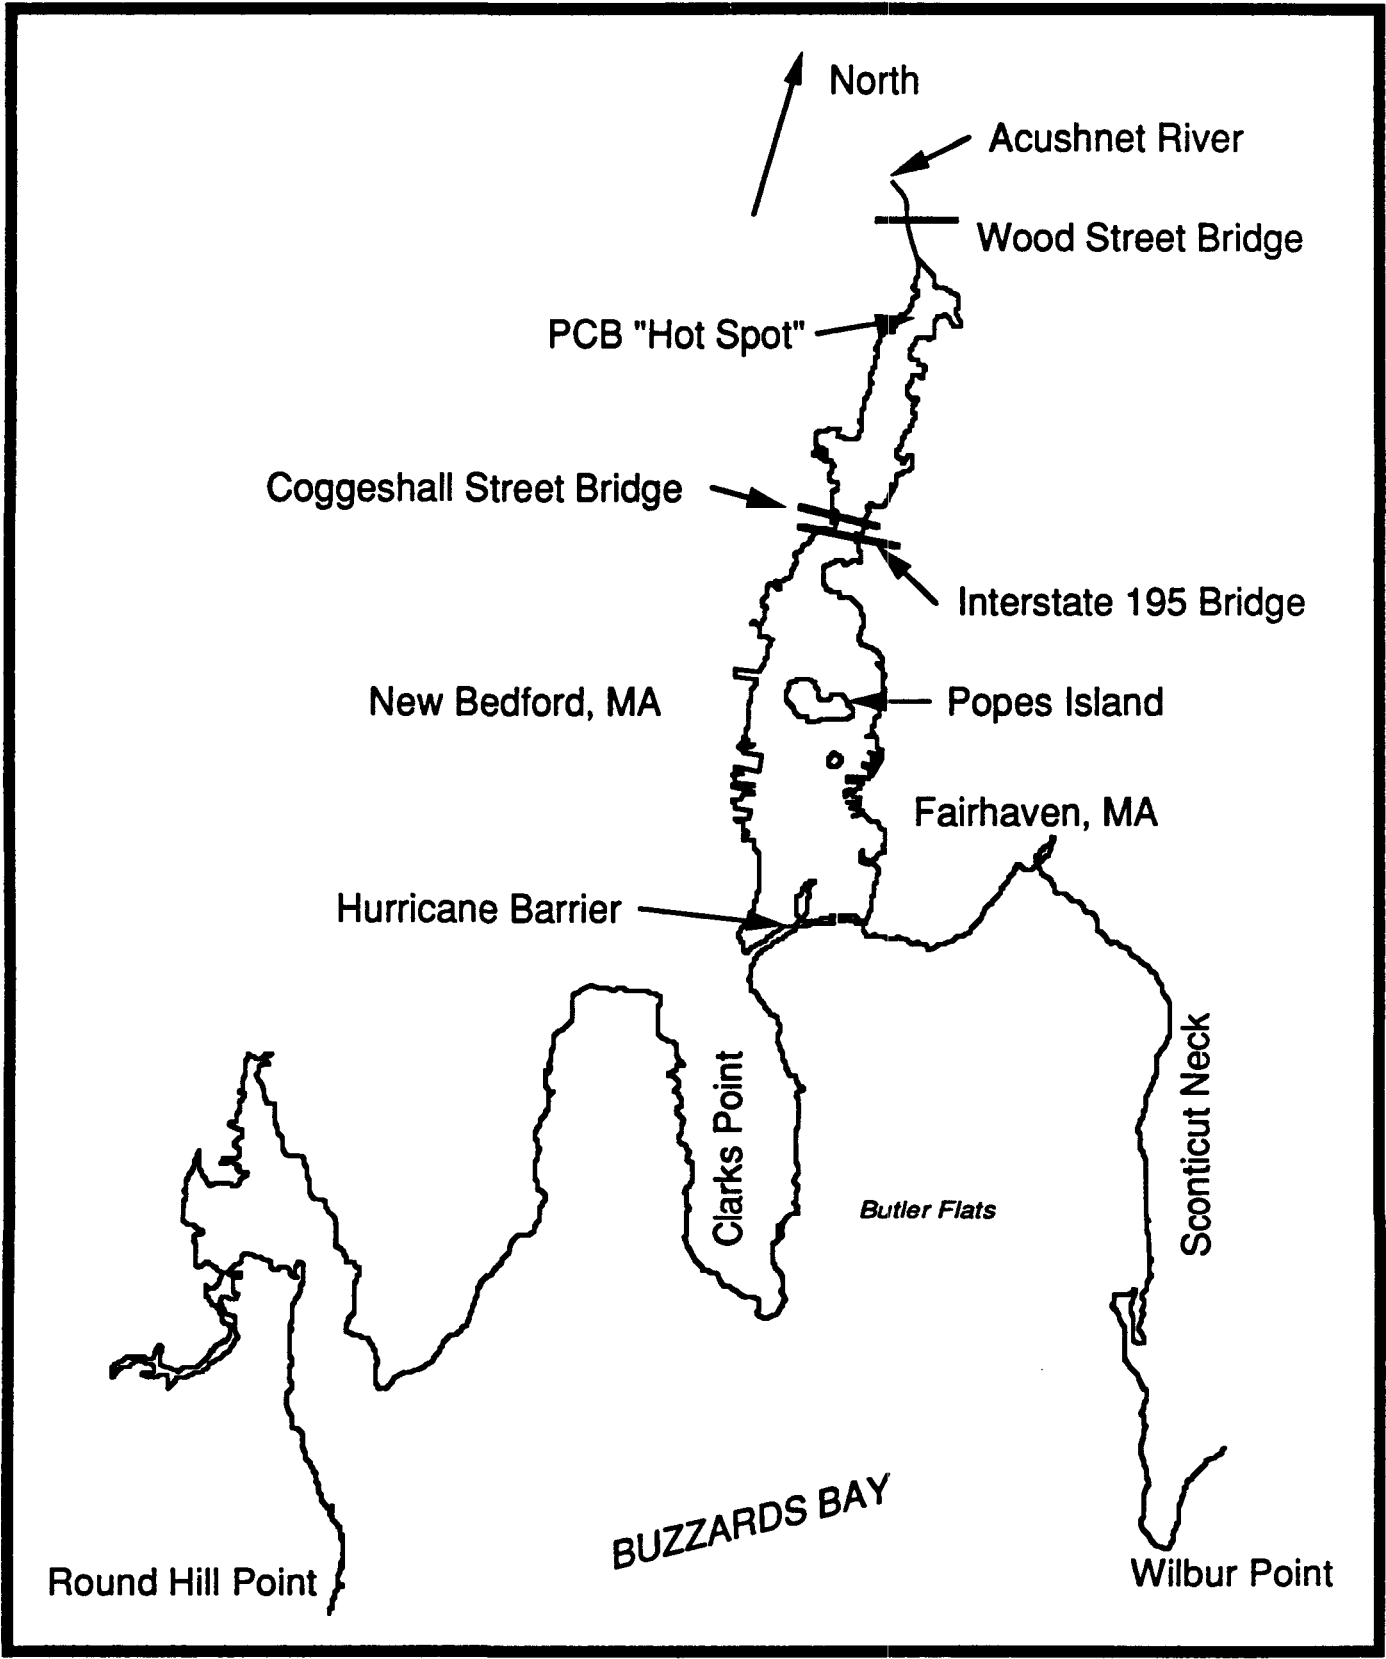 North
Acushnet River
Wood Street Bridge
PCB "Hot Spot"
Coggeshall Street Bridge
Interstate 195 Bridge
New Bedford, MA
Popes Island
Fairhaven, MA
Hurricane Barrier
Clarks Point
Sconticut Neck
Butler Flats
BUZZARDS BAY
Round Hill Point
Wilbur Point